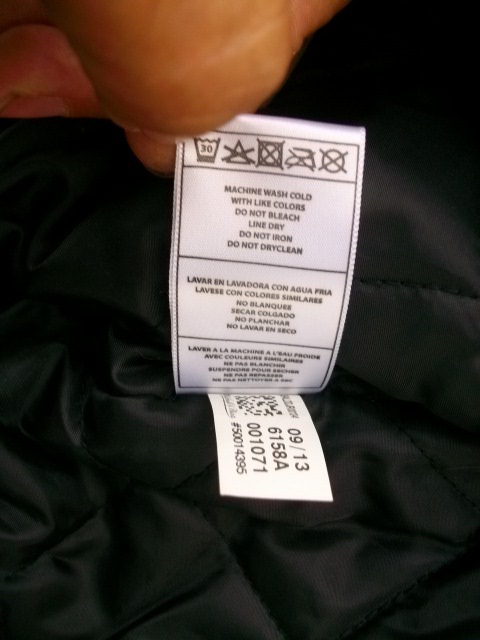 30
MACHINE WASH COLD
WITH LIKE COLORS
DO NOT BLEACH
LINE DRY
DO NOT IRON
DO NOT DRYCLEAN
LAVAR EN LAVADORA CON AGUA FRIA
LAVESE CON COLORES SIMILARES
NO BLANQUEE
SECAR COLGADO
NO PLANCHAR
NO LAVAR EN SECO
LAVER A LA MACHINE A L'EAU FROIDE
AVEC COULEURS SIMILAIRES
NE PAS BLANCHIR
SUSPENDRE POUR SECHER
NE PAS REPASSER
NE PAS NETTOYER A SEC
09/13
6158A
001071
#50014395